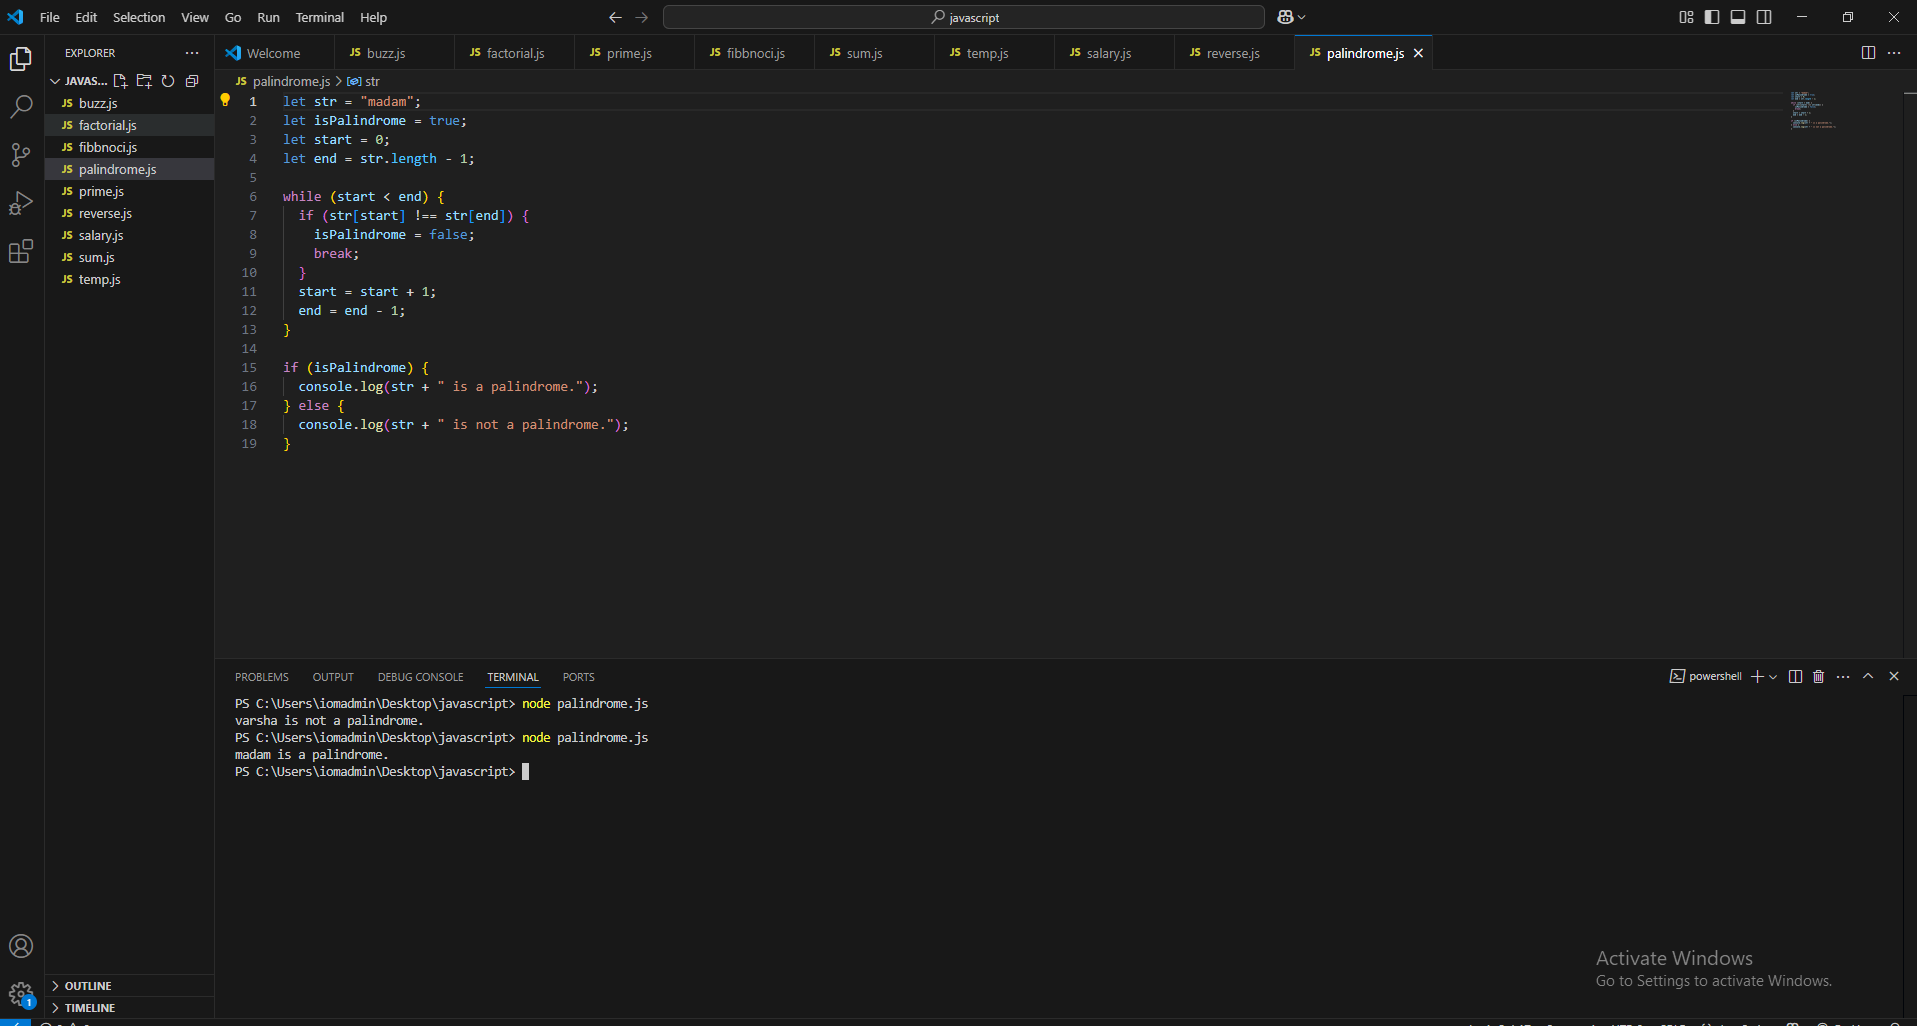 File Edit Selection View Go Run Terminal Help
javascript
EXPLORER
Welcome
JS buzz.js
JS factorial.js
JS prime.js
JS fibbnoci.js
JS sum.js
JS temp.js
JS salary.js
JS reverse.js
JS palindrome.js
JAVAS...
JS buzz.js
JS factorial.js
JS fibbnoci.js
JS palindrome.js
JS prime.js
JS reverse.js
JS salary.js
JS sum.js
JS temp.js
OUTLINE
TIMELINE
1
JS palindrome.js > str
1 let str = "madam";
2 let isPalindrome = true;
3 let start = 0;
4 let end = str.length - 1;
5
6 while (start < end) {
7 if (str[start] !== str[end]) {
8 isPalindrome = false;
9 break;
10 }
11 start = start + 1;
12 end = end - 1;
13 }
14
15 if (isPalindrome) {
16 console.log(str + " is a palindrome.");
17 } else {
18 console.log(str + " is not a palindrome.");
19 }
PROBLEMS OUTPUT DEBUG CONSOLE TERMINAL PORTS
powershell
PS C:\Users\iomadmin\Desktop\javascript> node palindrome.js
varsha is not a palindrome.
PS C:\Users\iomadmin\Desktop\javascript> node palindrome.js
madam is a palindrome.
PS C:\Users\iomadmin\Desktop\javascript>
Activate Windows
Go to Settings to activate Windows.